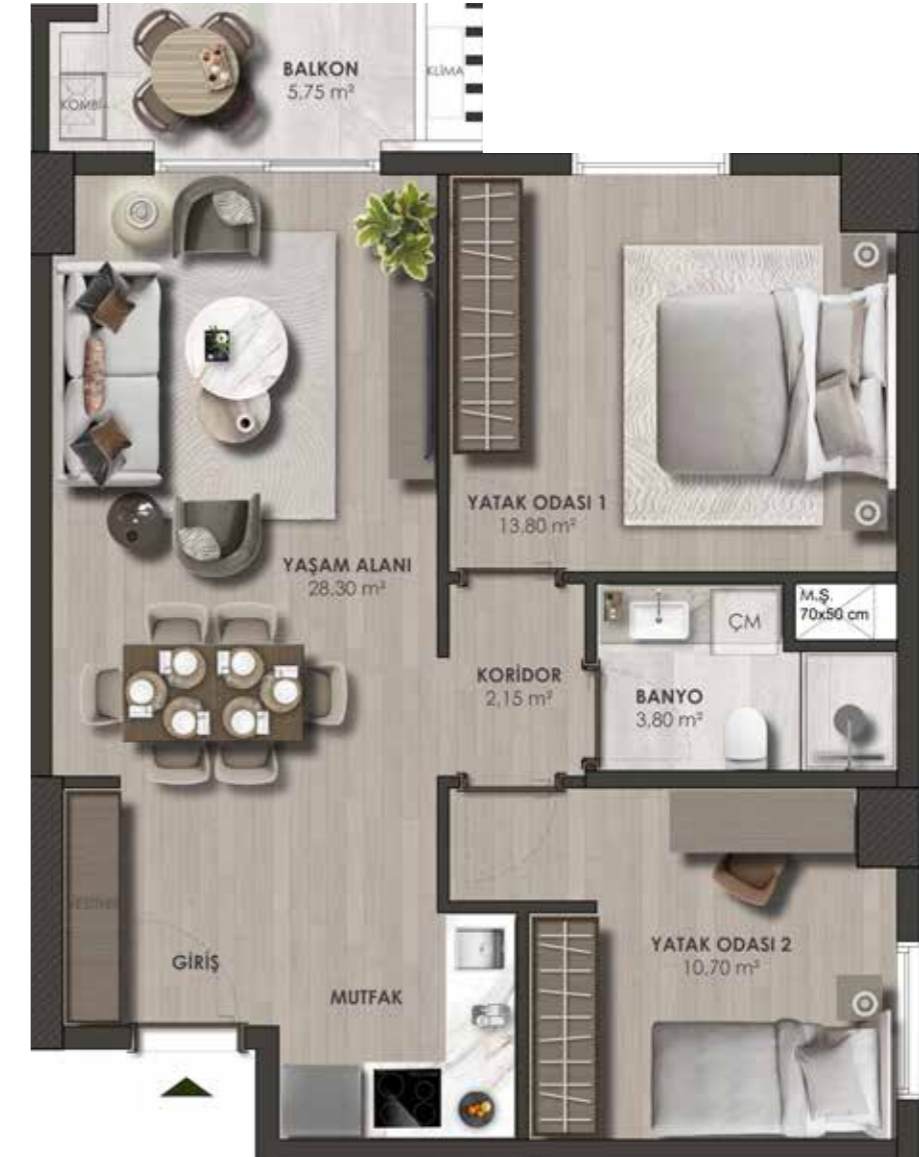 BALKON
5,75 m²
KLİMA
KOMBİ
YATAK ODASI 1
13,80 m²
YAŞAM ALANI
28,30 m²
M.Ş.
70x50 cm
ÇM
KORİDOR
2,15 m²
BANYO
3,80 m²
GİRİŞ
YATAK ODASI 2
10,70 m²
MUTFAK